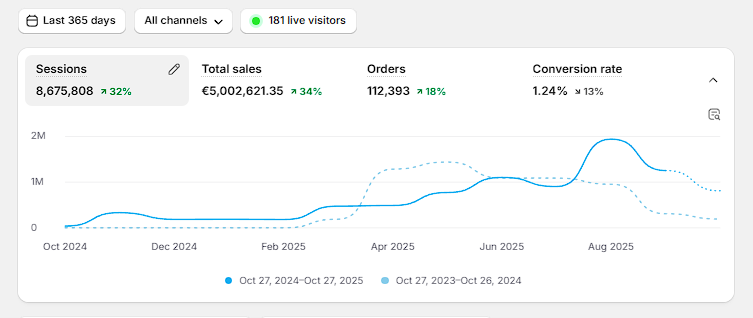 Last 365 days All channels 181 live visitors
Sessions Total sales Orders Conversion rate
8,675,808 ↗ 32% €5,002,621.35 ↗ 34% 112,393 ↗ 18% 1.24% ↘ 13%
2M
1M
0
Oct 2024 Dec 2024 Feb 2025 Apr 2025 Jun 2025 Aug 2025
Oct 27, 2024–Oct 27, 2025 Oct 27, 2023–Oct 26, 2024